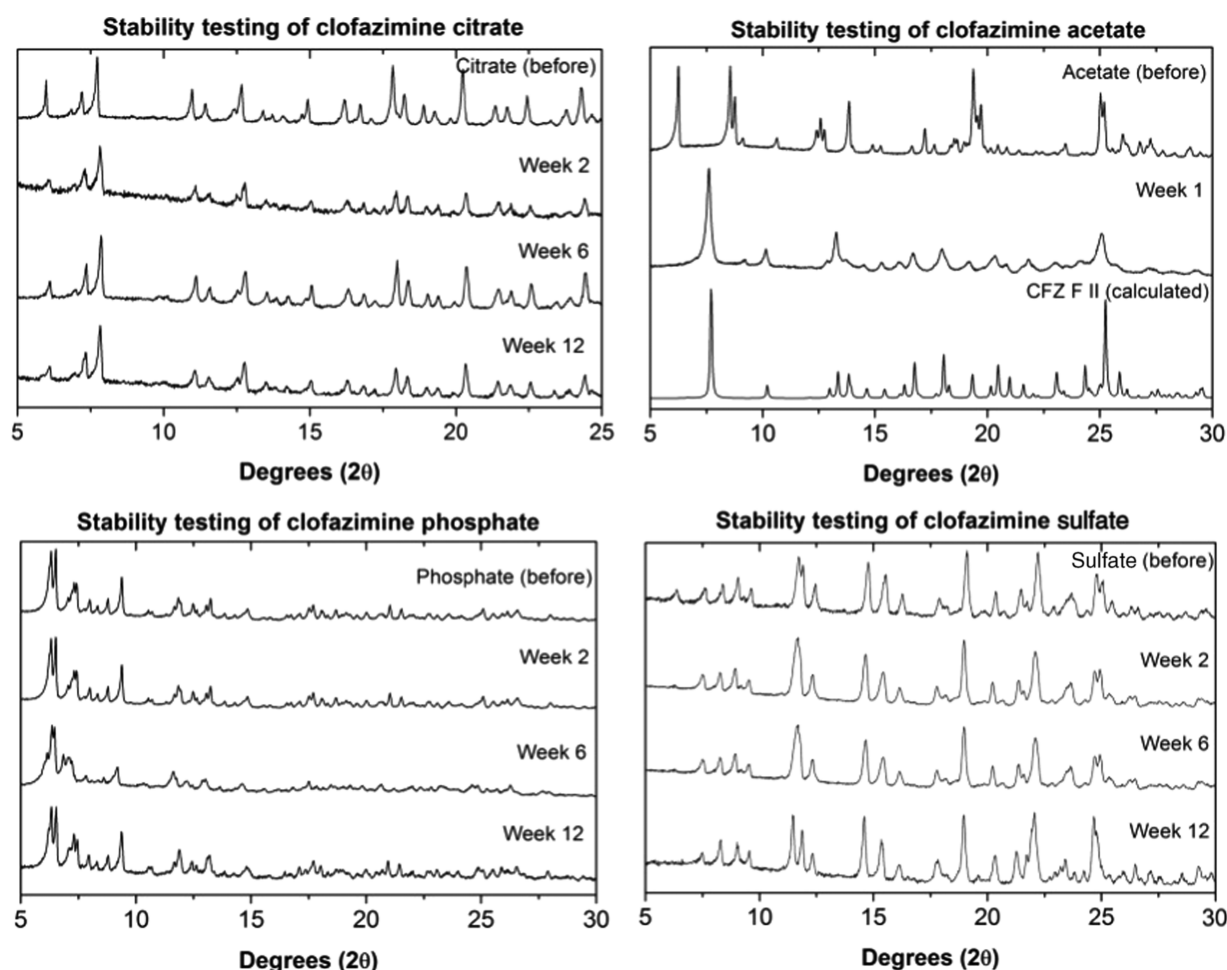 Stability testing of clofazimine citrate
Citrate (before)
Week 2
Week 6
Week 12
5 10 15 20 25
Degrees (2θ)
Stability testing of clofazimine acetate
Acetate (before)
Week 1
CFZ F II (calculated)
5 10 15 20 25 30
Degrees (2θ)
Stability testing of clofazimine phosphate
Phosphate (before)
Week 2
Week 6
Week 12
5 10 15 20 25 30
Degrees (2θ)
Stability testing of clofazimine sulfate
Sulfate (before)
Week 2
Week 6
Week 12
5 10 15 20 25 30
Degrees (2θ)